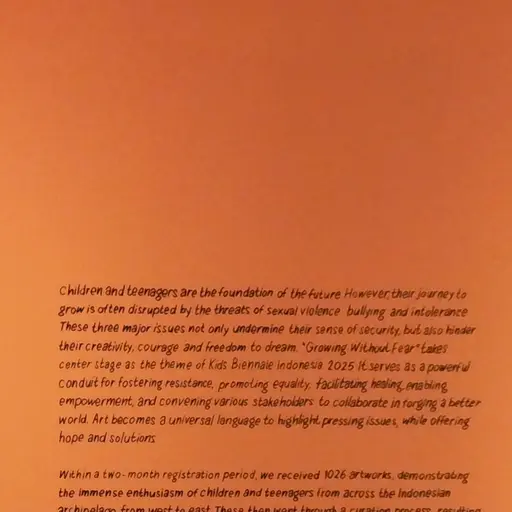 Children and teenagers are the foundation of the future However, their journey to
grow is often disrupted by the threats of sexual violence bullying and intolerance
These three major issues not only undermine their sense of security, but also hinder
their creativity, courage and freedom to dream. "Growing Without Fear" takes
center stage as the theme of Kids Biennale Indonesia 2025 It serves as a powerful
conduit for fostering resistance, promoting equality, facilitating healing, enabling
empowerment, and convening various stakeholders to collaborate in forging a better
world. Art becomes a universal language to highlight pressing issues, while offering
hope and solutions
Within a two-month registration period, we received 1026 artworks, demonstrating
the immense enthusiasm of children and teenagers from across the Indonesian
archipelago from west to east These then went through a curation process, resulting